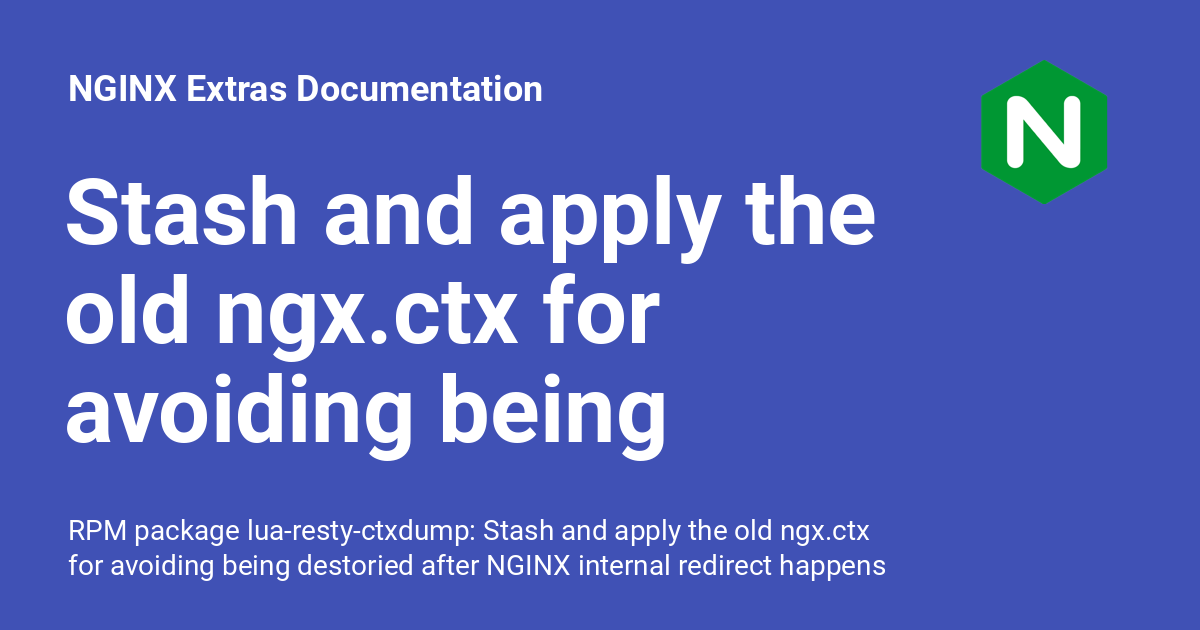 NGINX Extras Documentation
N
Stash and apply the
old ngx.ctx for
avoiding being
RPM package lua-resty-ctxdump: Stash and apply the old ngx.ctx
for avoiding being destoried after NGINX internal redirect happens